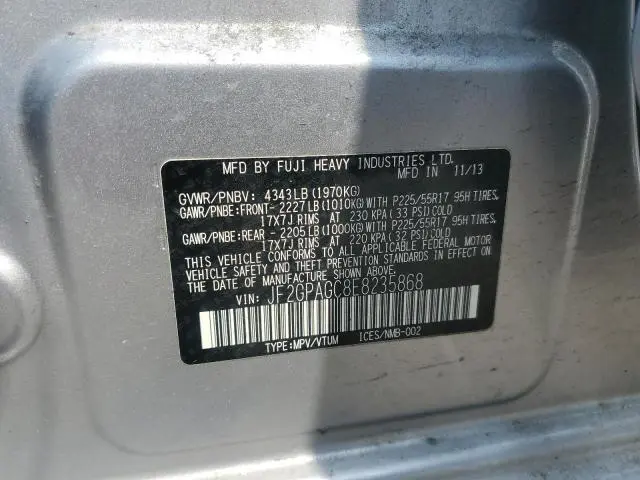 MFD BY FUJI HEAVY INDUSTRIES LTD.
MFD IN 11/13
GVWR/PNBV: 4343LB(1970KG)
GAWR/PNBE:FRONT-2227LB(1010KG)WITH P225/55R17 95H TIRES,
17X7J RIMS AT 230 KPA(33 PSI)COLD
GAWR/PNBE:REAR -2205LB(1000KG)WITH P225/55R17 95H TIRES,
17X7J RIMS AT 220 KPA(32 PSI)COLD
THIS VEHICLE CONFORMS TO ALL APPLICABLE FEDERAL MOTOR
VEHICLE SAFETY AND THEFT PREVENTION STANDARDS IN EFFECT ON
THE DATE OF MANUFACTURE SHOWN ABOVE.
VIN: JF2GPAGC8E8235868
TYPE:MPV/VTUM ICES/NMB-002